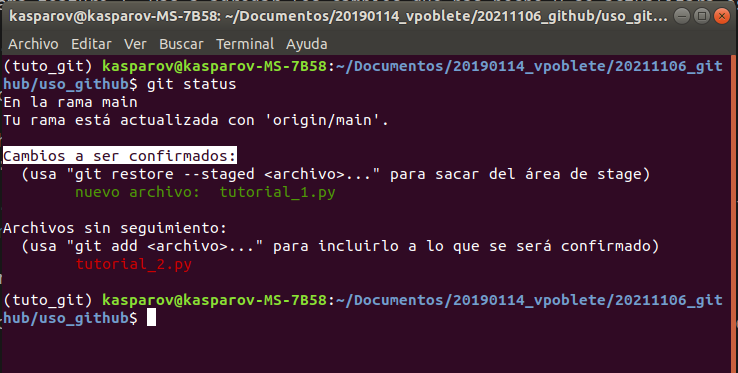 kasparov@kasparov-MS-7B58: ~/Documentos/20190114_vpoblete/20211106_github/uso_git…
Archivo Editar Ver Buscar Terminal Ayuda
(tuto_git) kasparov@kasparov-MS-7B58:~/Documentos/20190114_vpoblete/20211106_git
hub/uso_github$ git status
En la rama main
Tu rama está actualizada con 'origin/main'.
Cambios a ser confirmados:
(usa "git restore --staged <archivo>..." para sacar del área de stage)
nuevo archivo: tutorial_1.py
Archivos sin seguimiento:
(usa "git add <archivo>..." para incluirlo a lo que se será confirmado)
tutorial_2.py
(tuto_git) kasparov@kasparov-MS-7B58:~/Documentos/20190114_vpoblete/20211106_git
hub/uso_github$